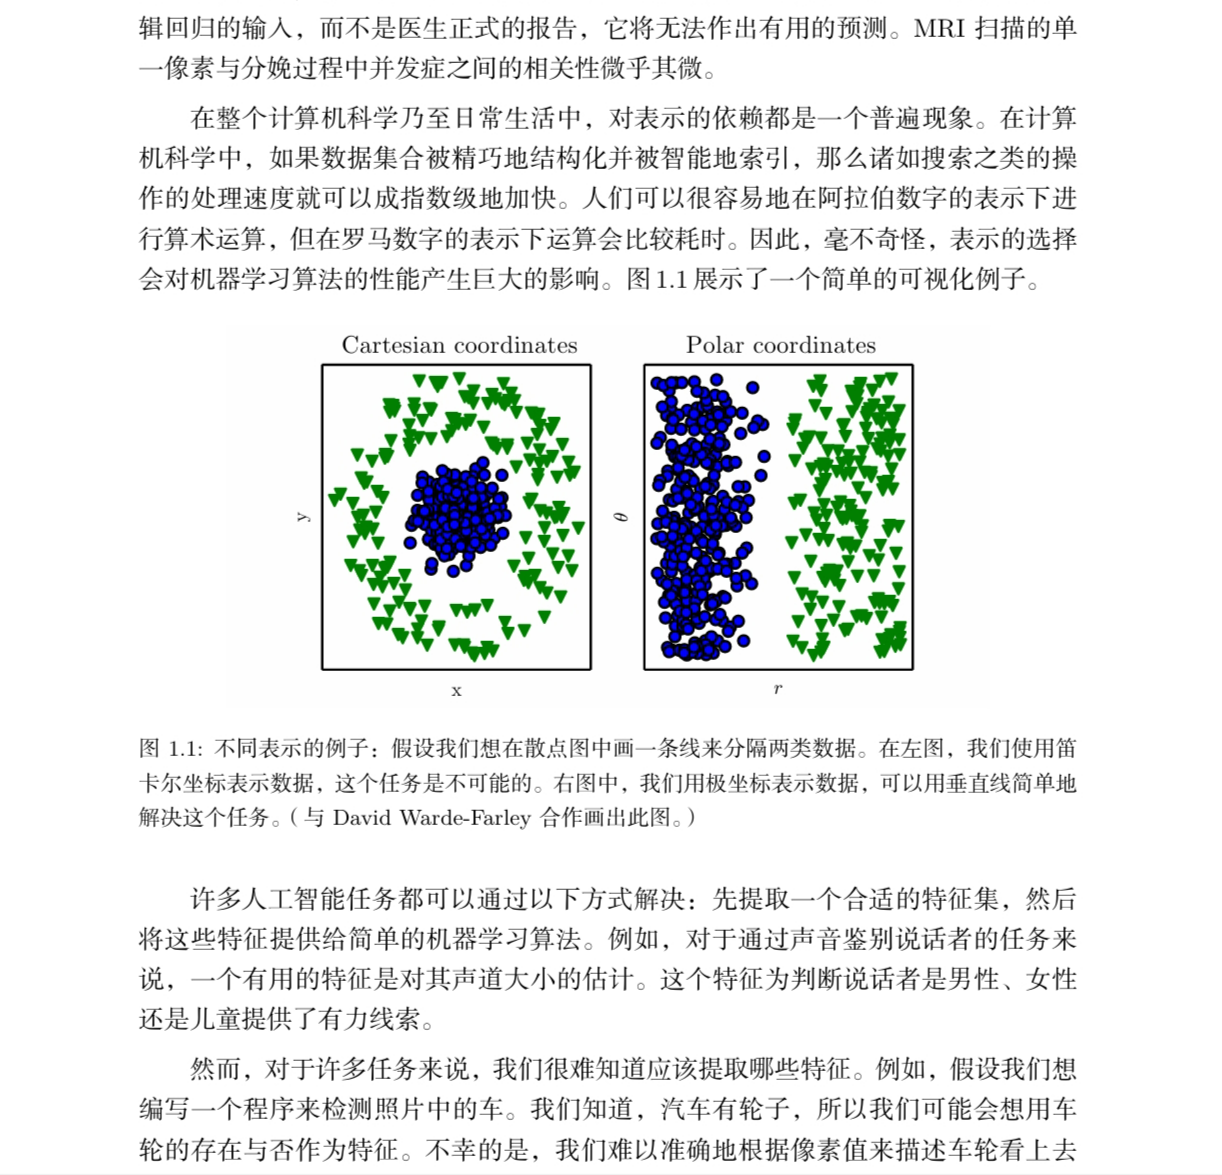 辑回归的输入，而不是医生正式的报告，它将无法作出有用的预测。MRI 扫描的单
一像素与分娩过程中并发症之间的相关性微乎其微。
在整个计算机科学乃至日常生活中，对表示的依赖都是一个普遍现象。在计算
机科学中，如果数据集合被精巧地结构化并被智能地索引，那么诸如搜索之类的操
作的处理速度就可以成指数级地加快。人们可以很容易地在阿拉伯数字的表示下进
行算术运算，但在罗马数字的表示下运算会比较耗时。因此，毫不奇怪，表示的选择
会对机器学习算法的性能产生巨大的影响。图 1.1 展示了一个简单的可视化例子。
Cartesian coordinates
y
x
Polar coordinates
θ
r
图 1.1: 不同表示的例子：假设我们想在散点图中画一条线来分隔两类数据。在左图，我们使用笛
卡尔坐标表示数据，这个任务是不可能的。右图中，我们用极坐标表示数据，可以用垂直线简单地
解决这个任务。（与 David Warde-Farley 合作画出此图。）
许多人工智能任务都可以通过以下方式解决：先提取一个合适的特征集，然后
将这些特征提供给简单的机器学习算法。例如，对于通过声音鉴别说话者的任务来
说，一个有用的特征是对其声道大小的估计。这个特征为判断说话者是男性、女性
还是儿童提供了有力线索。
然而，对于许多任务来说，我们很难知道应该提取哪些特征。例如，假设我们想
编写一个程序来检测照片中的车。我们知道，汽车有轮子，所以我们可能会想用车
轮的存在与否作为特征。不幸的是，我们难以准确地根据像素值来描述车轮看上去